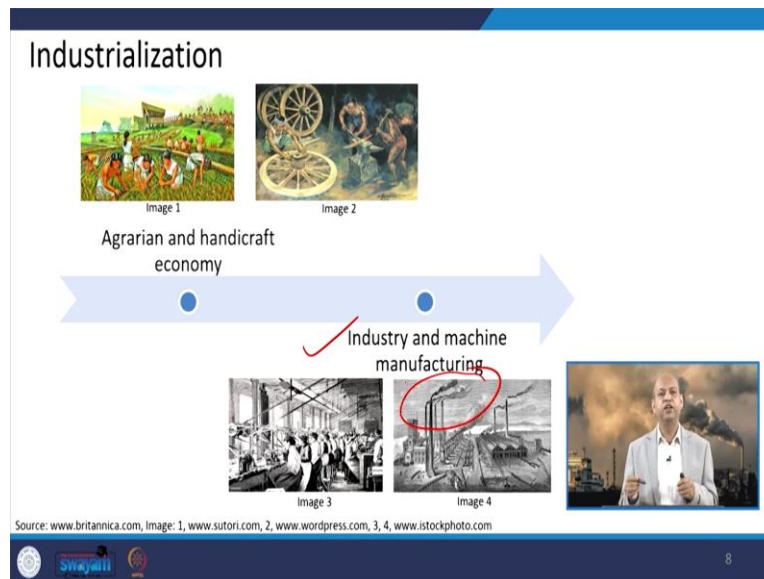 Industrialization
Image 1
Image 2
Agrarian and handicraft
economy
Industry and machine
manufacturing
Image 3
Image 4
Source: www.britannica.com, Image: 1, www.sutori.com, 2, www.wordpress.com, 3, 4, www.istockphoto.com
swayam
8